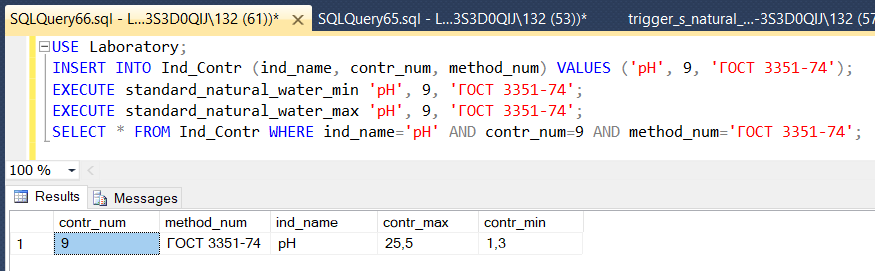 SQLQuery66.sql - L...3S3D0QIJ\132 (61))* SQLQuery65.sql - L...3S3D0QIJ\132 (53))* trigger_s_natural_...-3S3D0QIJ\132 (57
USE Laboratory;
INSERT INTO Ind_Contr (ind_name, contr_num, method_num) VALUES ('pH', 9, 'ГОСТ 3351-74');
EXECUTE standard_natural_water_min 'pH', 9, 'ГОСТ 3351-74';
EXECUTE standard_natural_water_max 'pH', 9, 'ГОСТ 3351-74';
SELECT * FROM Ind_Contr WHERE ind_name='pH' AND contr_num=9 AND method_num='ГОСТ 3351-74';
100 %
Results Messages
contr_num method_num ind_name contr_max contr_min
1 9 ГОСТ 3351-74 pH 25,5 1,3